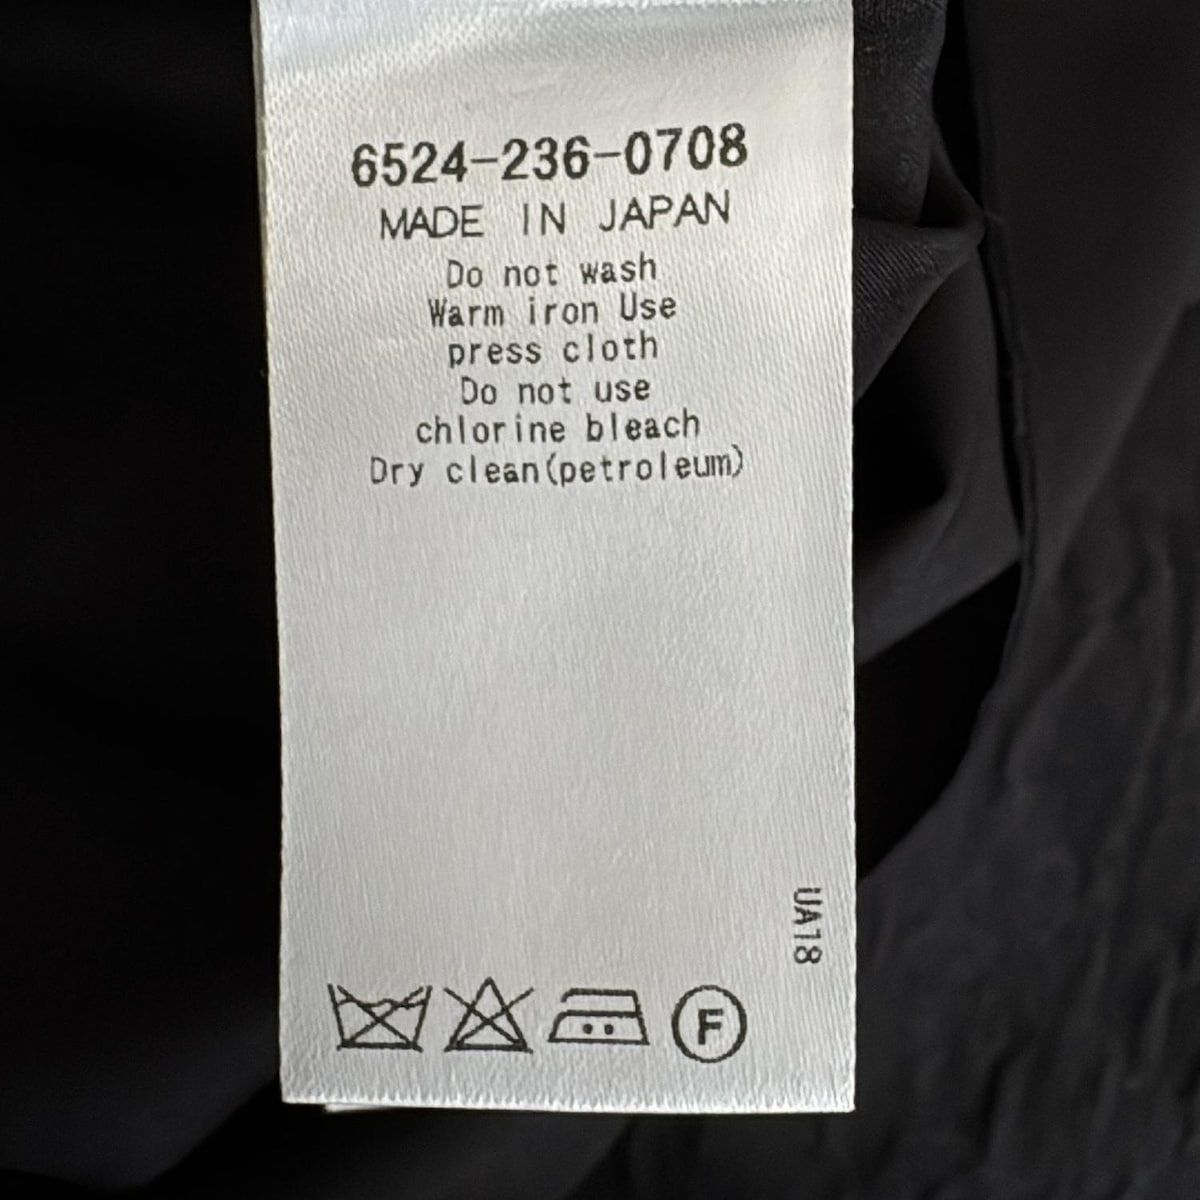 6524-236-0708
MADE IN JAPAN
Do not wash
Warm iron Use
press cloth
Do not use
chlorine bleach
Dry clean(petroleum)
UA18
F